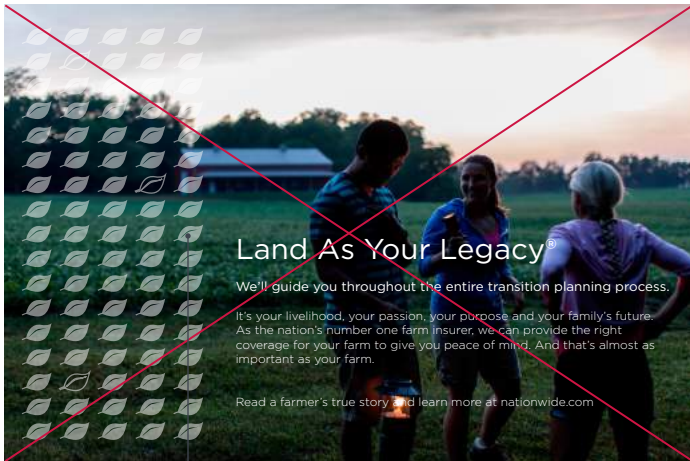 Land As Your Legacy®
We'll guide you throughout the entire transition planning process.
It's your livelihood, your passion, your purpose and your family's future.
As the nation's number one farm insurer, we can provide the right
coverage for your farm to give you peace of mind. And that's almost as
important as your farm.
Read a farmer's true story and learn more at nationwide.com